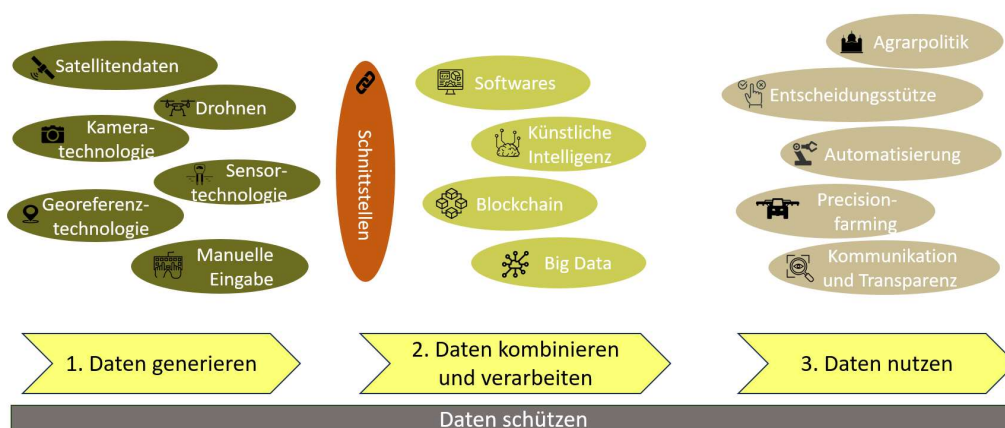 Satellitendaten
Drohnen
Kamera-
technologie
Sensor-
technologie
Georeferenz-
technologie
Manuelle
Eingabe
Schnittstellen
Softwares
Künstliche
Intelligenz
Blockchain
Big Data
Agrarpolitik
Entscheidungsstütze
Automatisierung
Precision-
farming
Kommunikation
und Transparenz
1. Daten generieren
2. Daten kombinieren
und verarbeiten
3. Daten nutzen
Daten schützen